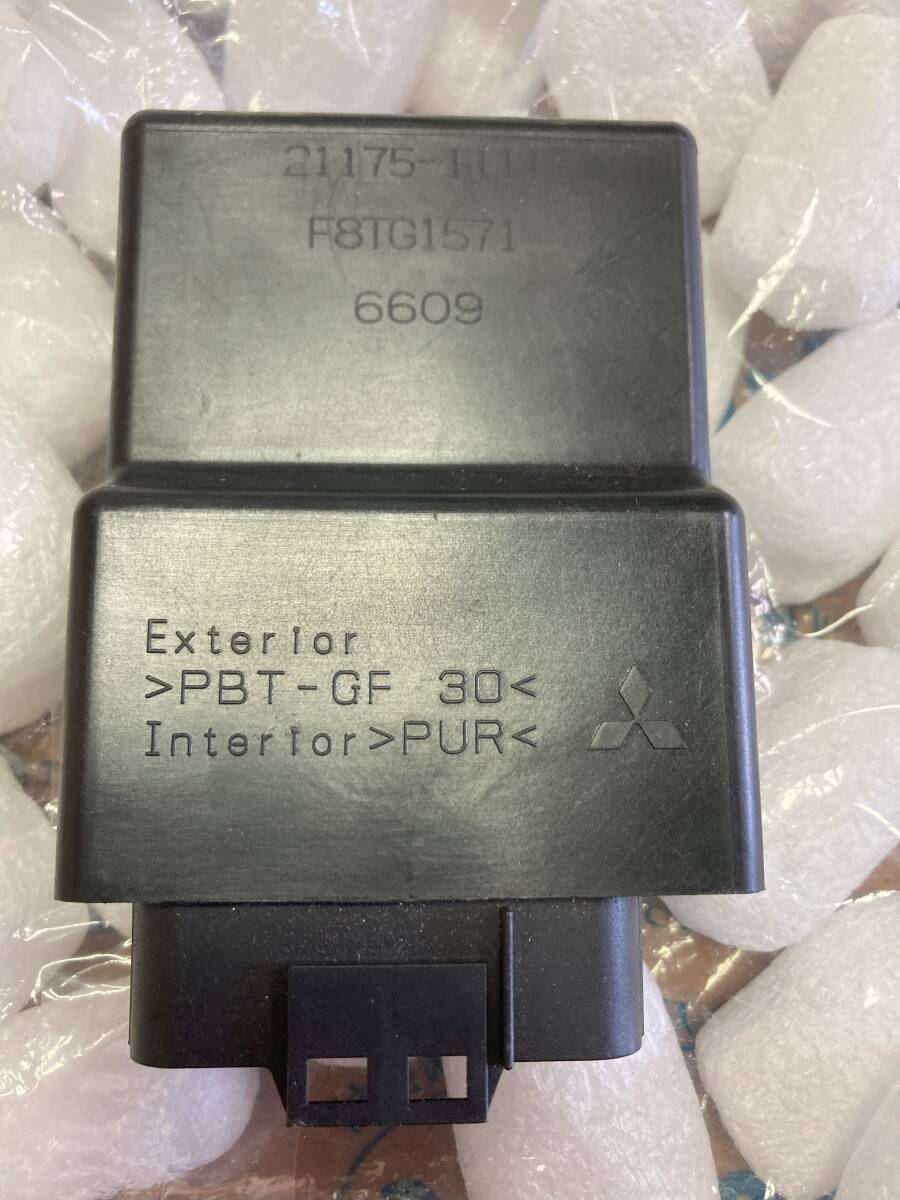 21175-1111
F8TG1571
6609
Exterior
>PBT-GF 30<
Interior>PUR<